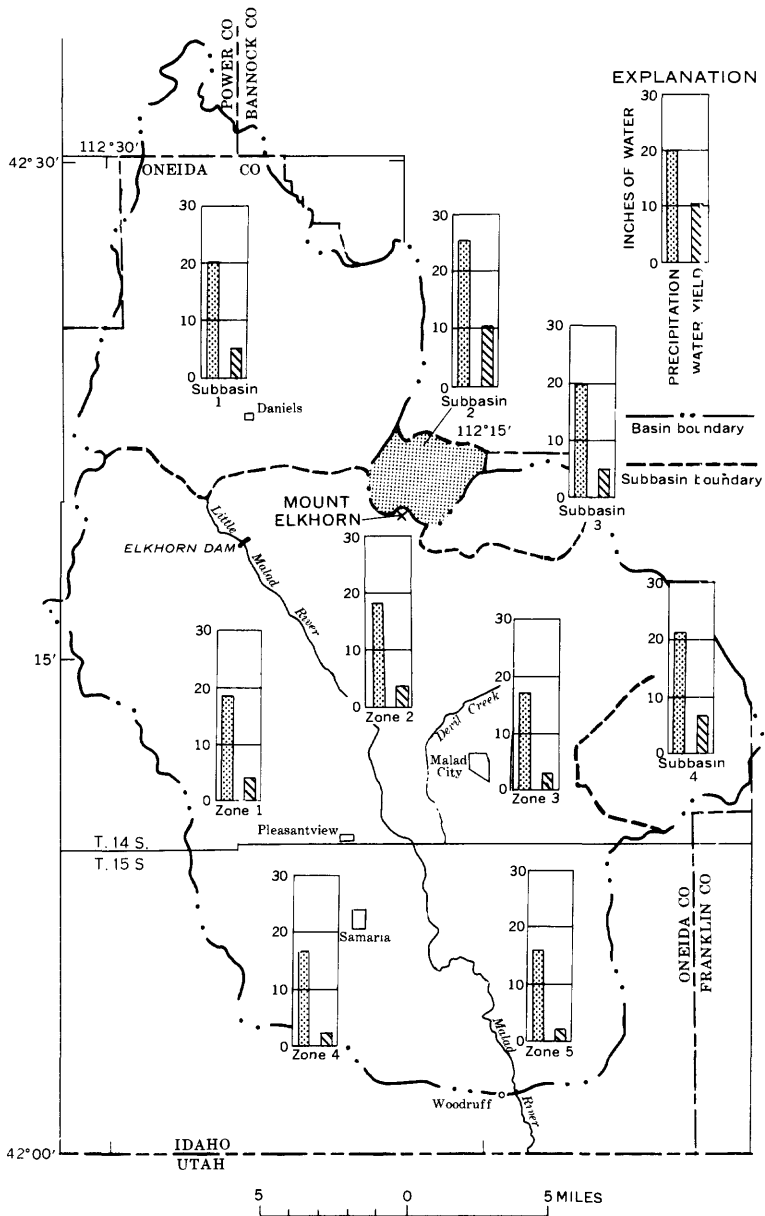 POWER CO
BANNOCK CO
EXPLANATION
30
20
10
0
INCHES OF WATER
PRECIPITATION
WATER YIELD
Basin boundary
Subbasin boundary
112°30'
42°30'
ONEIDA CO
30
20
10
0
Subbasin
1
Daniels
30
20
10
0
Subbasin
2
112°15'
30
20
10
0
Subbasin
3
MOUNT
ELKHORN
Little Malad River
ELKHORN DAM
30
20
10
0
Zone 2
15'
30
20
10
0
Zone 1
30
20
10
0
Zone 3
Devil Creek
Malad
City
30
20
10
0
Subbasin
4
Pleasantview
T. 14 S.
T. 15 S
30
20
10
0
Zone 4
Samaria
30
20
10
0
Zone 5
ONEIDA CO
FRANKLIN CO
Malad River
Woodruff
42°00'
IDAHO
UTAH
5 0 5 MILES